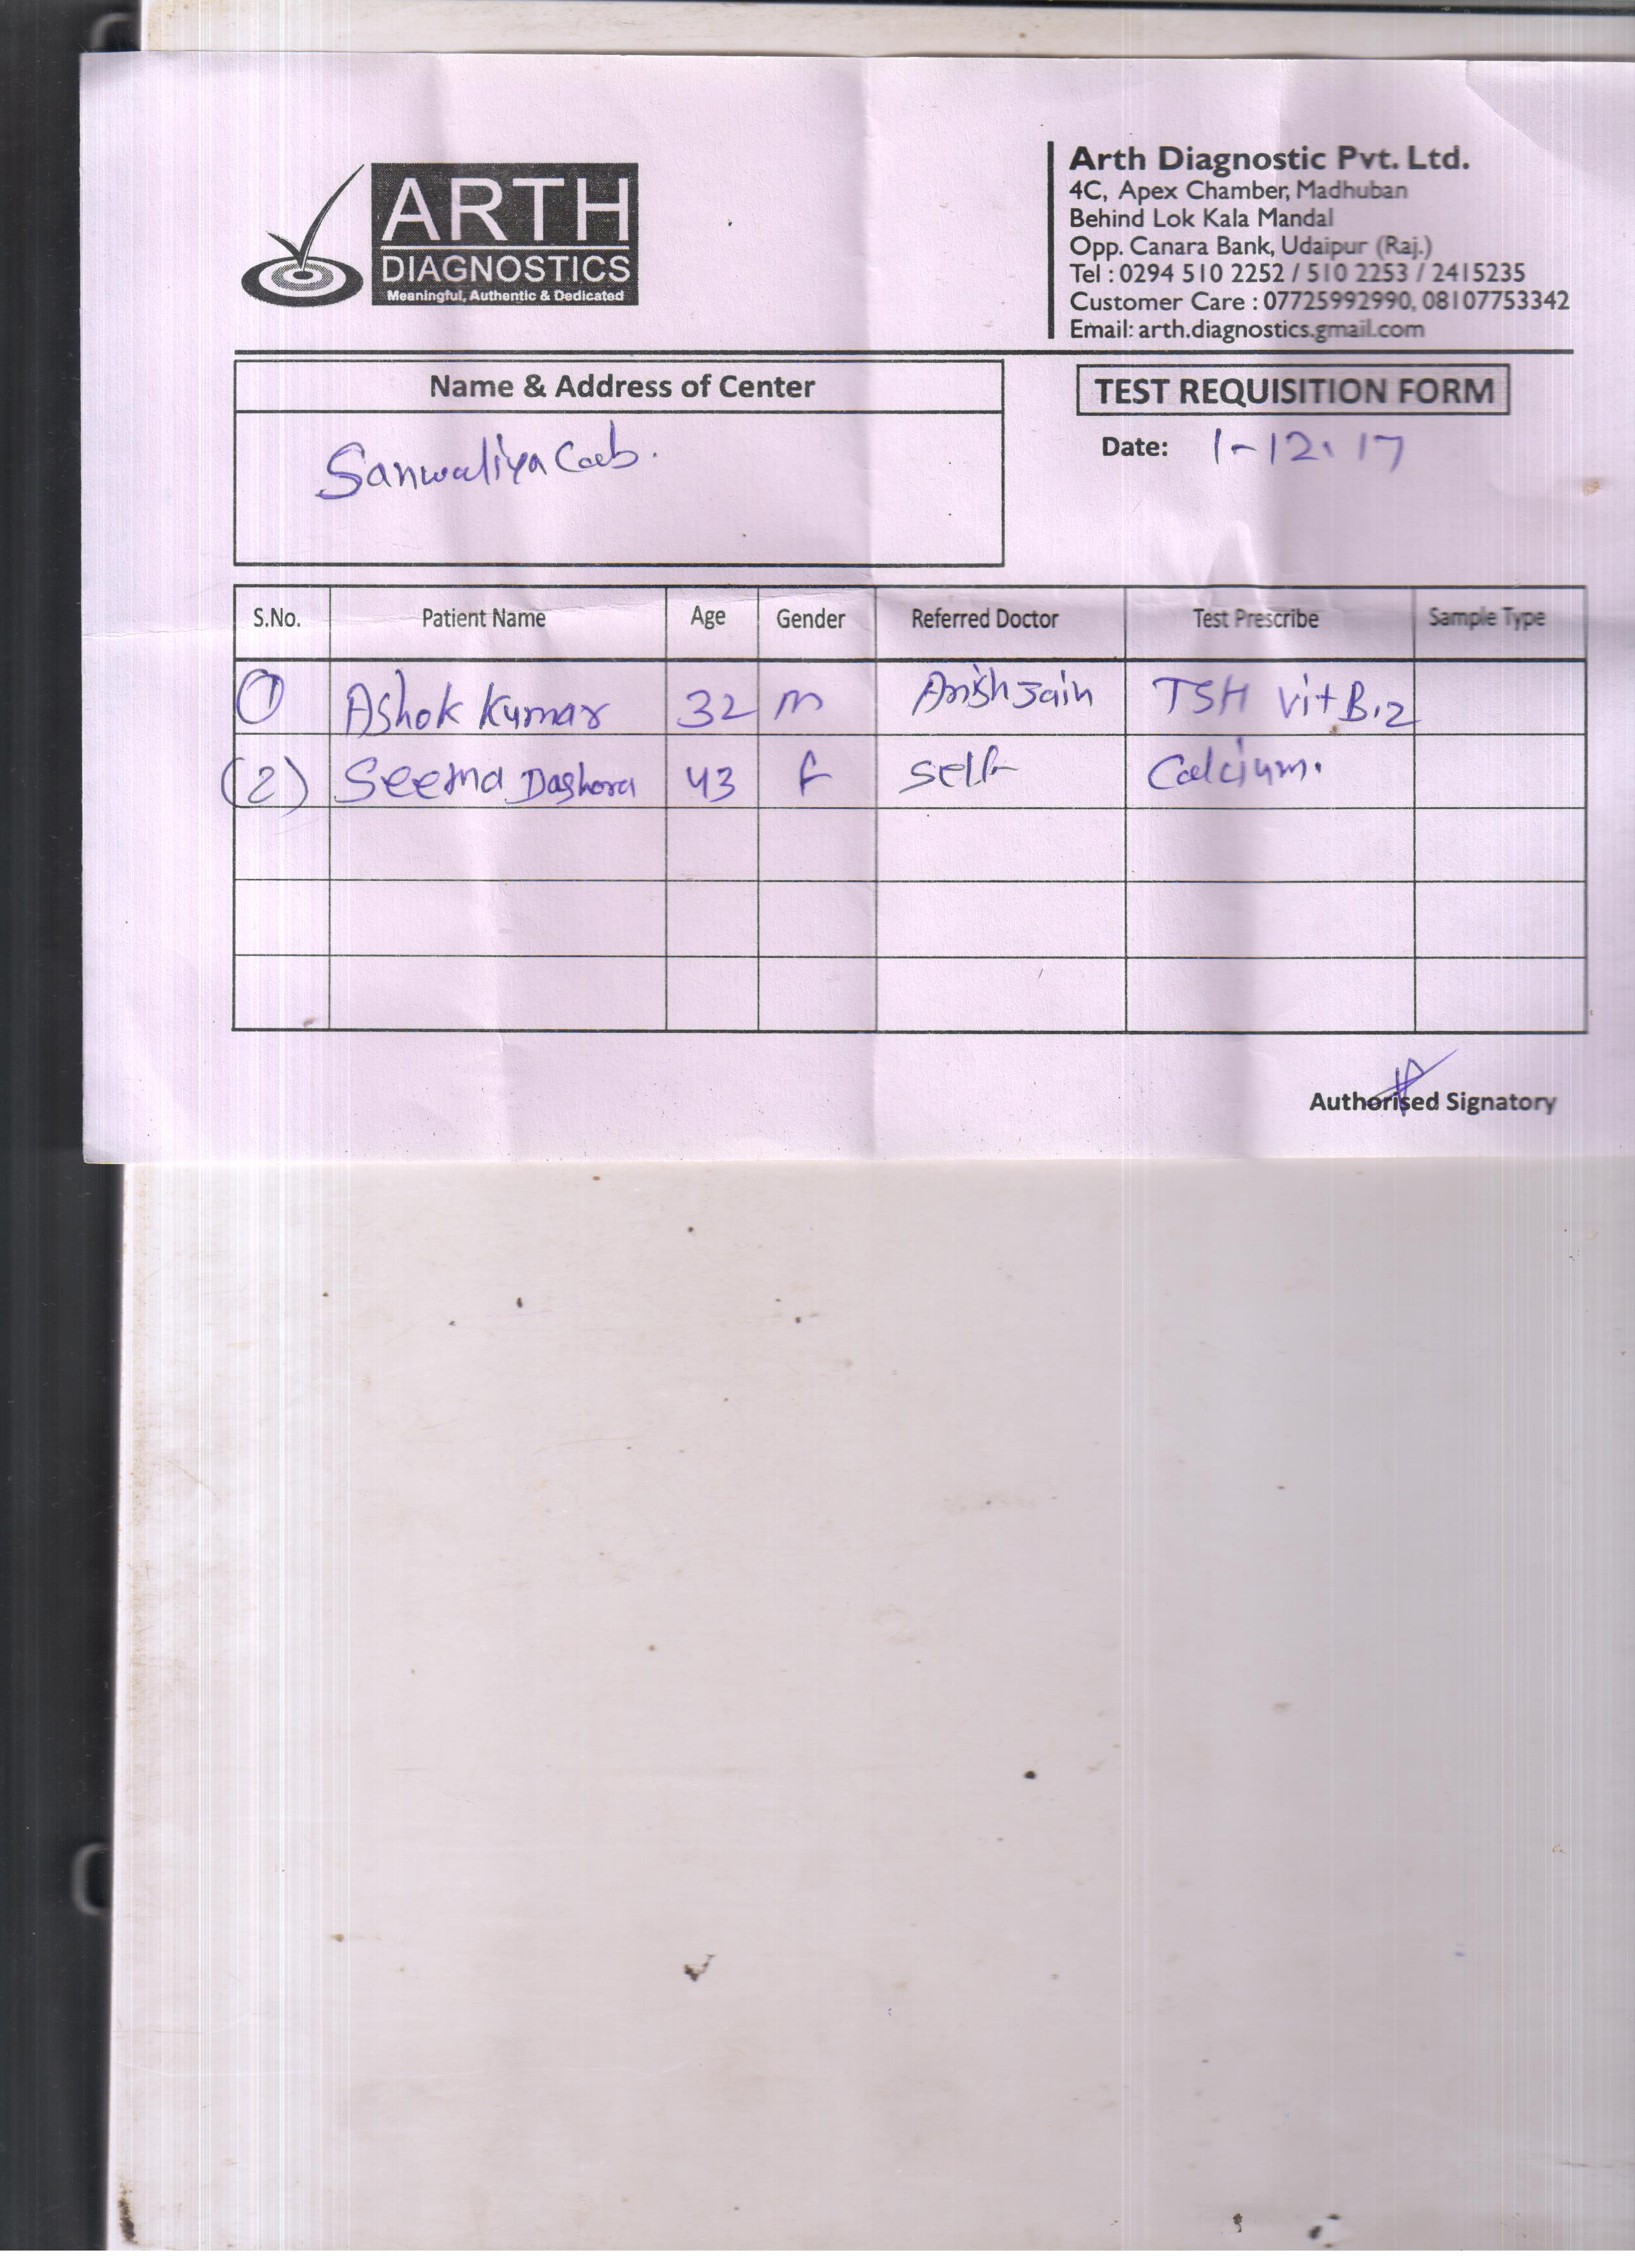 ARTH
DIAGNOSTICS
Meaningful, Authentic & Dedicated
Arth Diagnostic Pvt. Ltd.
4C, Apex Chamber, Madhuban
Behind Lok Kala Mandal
Opp. Canara Bank, Udaipur (Raj.)
Tel : 0294 510 2252 / 510 2253 / 2415235
Customer Care : 07725992990, 08107753342
Email: arth.diagnostics.gmail.com
Name & Address of Center
Sanwaliya Lab.
TEST REQUISITION FORM
Date: 1-12.17
S.No. Patient Name Age Gender Referred Doctor Test Prescribe Sample Type
1 Ashok Kumar 32 m Anish Jain TSH Vit B12
(2) Seema Dashora 43 F Self Calcium.
Authorised Signatory